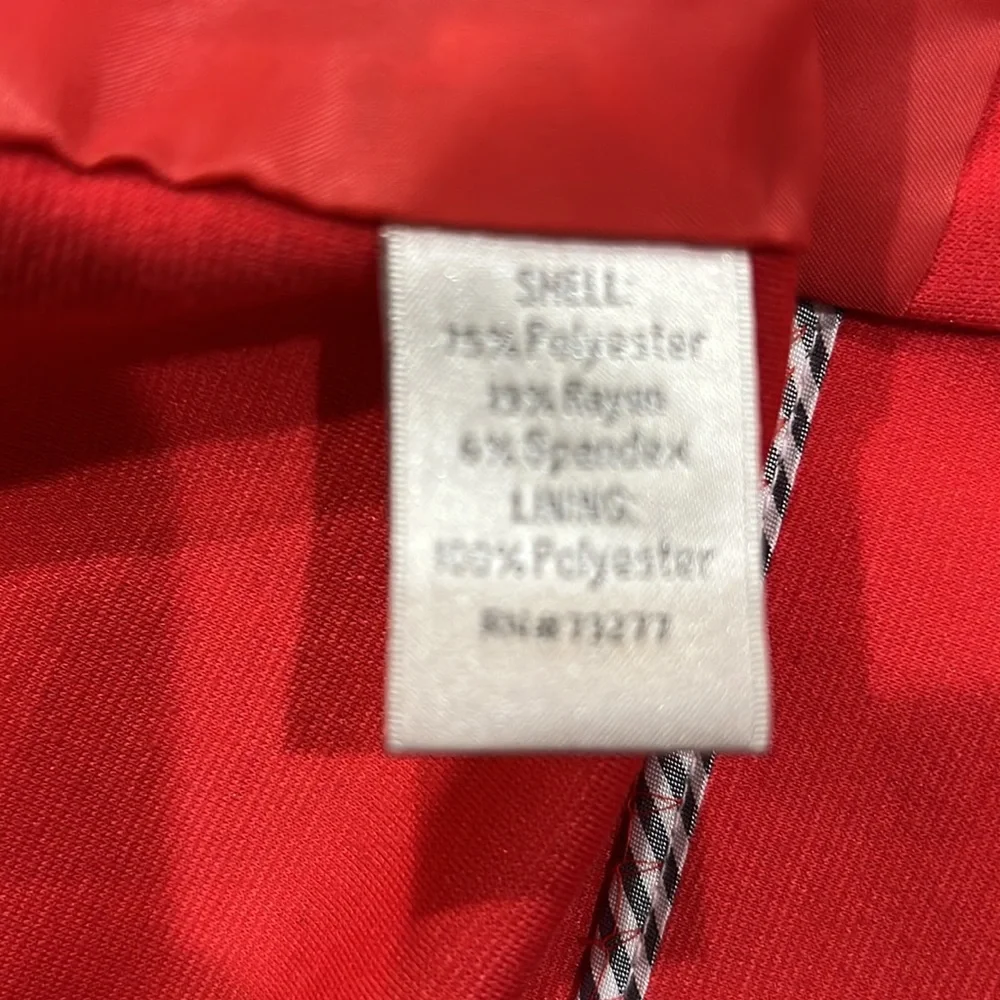 SHELL:
75%Polyester
19%Rayon
6%Spandex
LINING:
100%Polyester
RN#73277